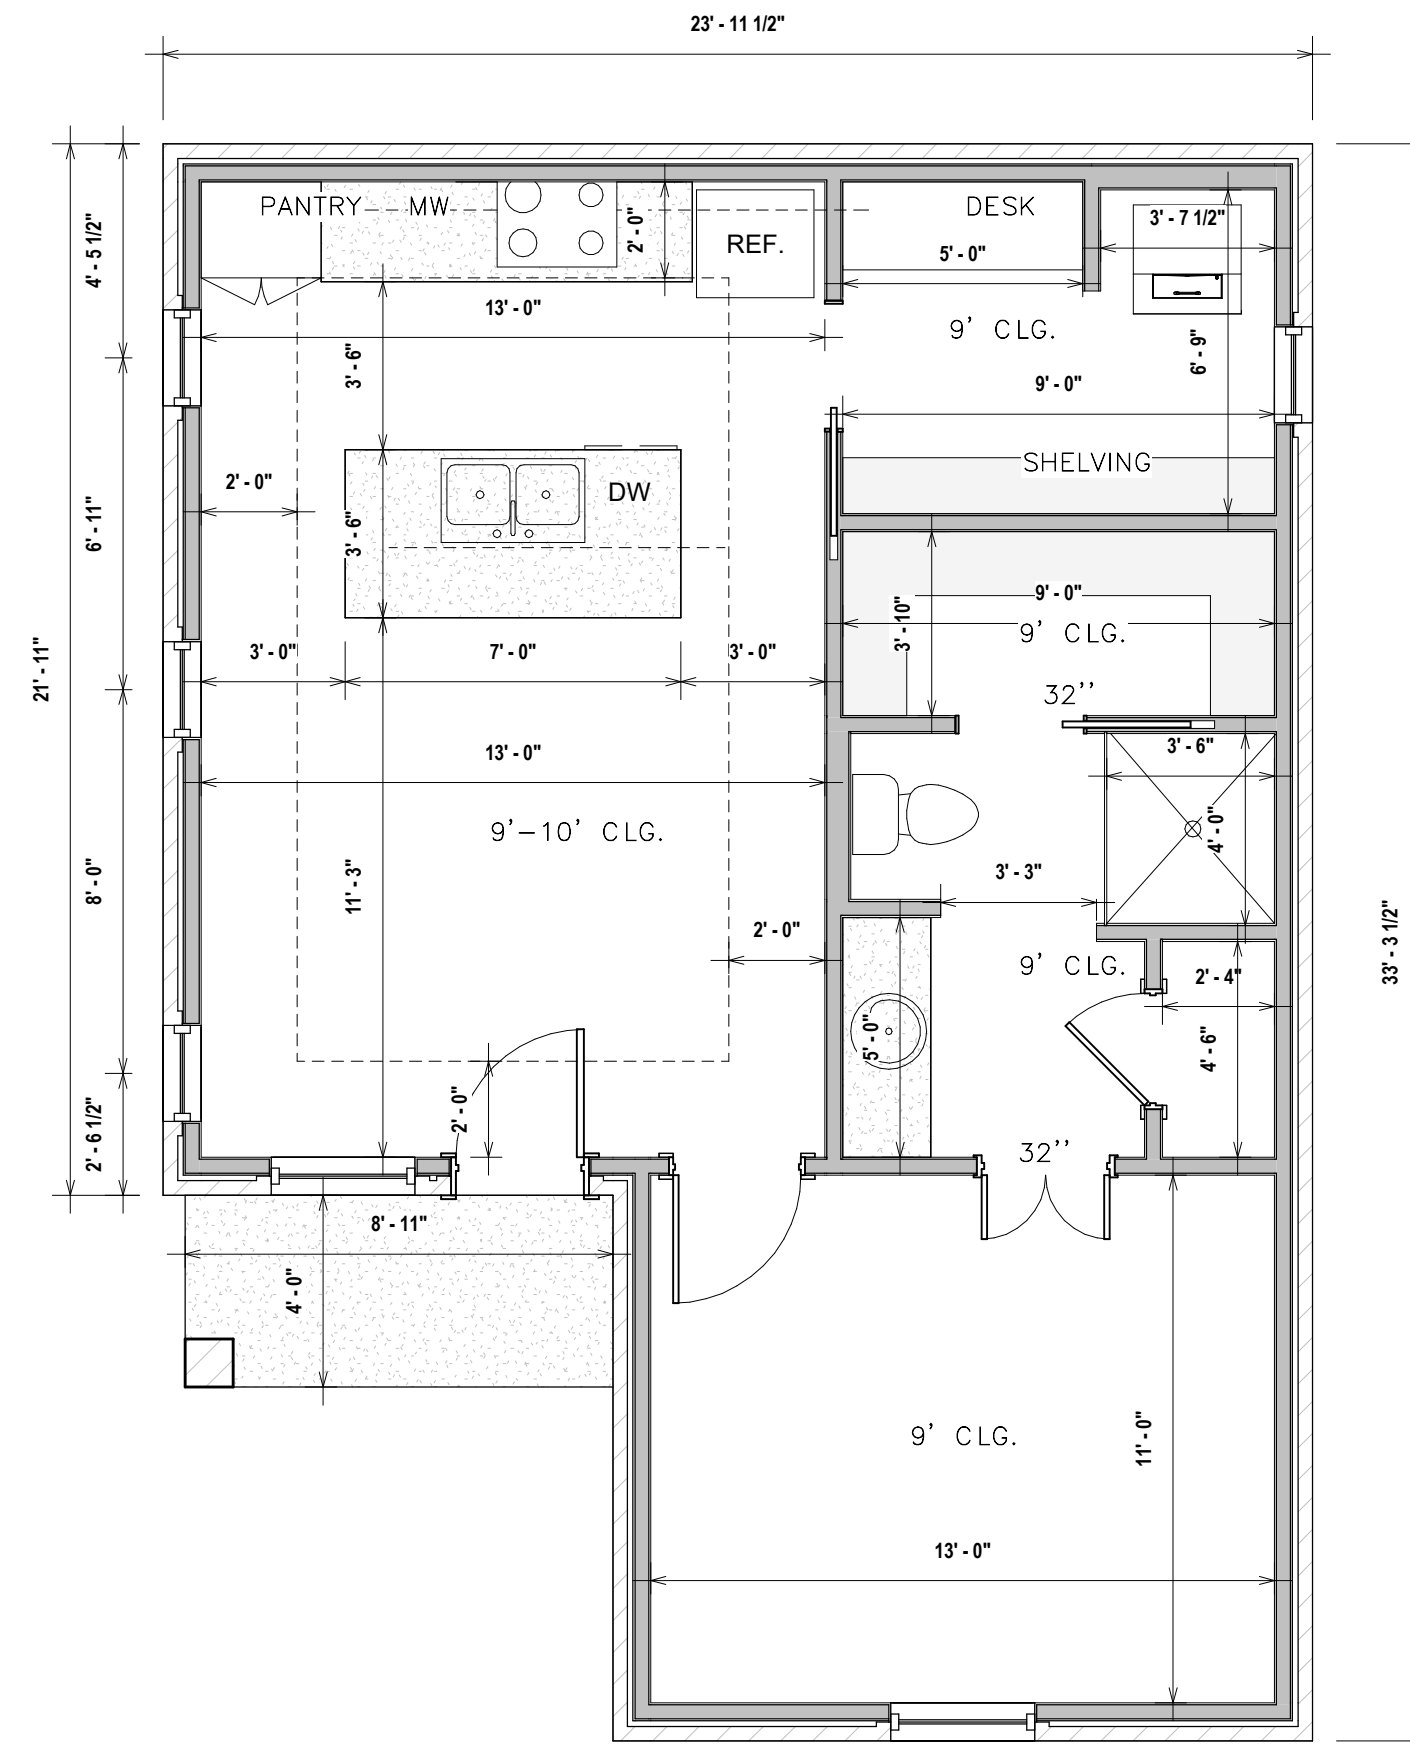 23' - 11 1/2"
4' - 5 1/2"
PANTRY
MW
2' - 0"
REF.
DESK
3' - 7 1/2"
5' - 0"
13' - 0"
9' CLG.
3' - 6"
6' - 9"
9' - 0"
2' - 0"
SHELVING
DW
6' - 11"
3' - 6"
9' - 0"
3' - 10"
9' CLG.
21' - 11"
3' - 0"
7' - 0"
3' - 0"
32''
13' - 0"
3' - 6"
9'-10' CLG.
4' - 0"
8' - 0"
11' - 3"
3' - 3"
2' - 0"
33' - 3 1/2"
9' CLG.
2' - 4"
5' - 0"
4' - 6"
2' - 6 1/2"
2' - 0"
32''
8' - 11"
4' - 0"
9' CLG.
11' - 0"
13' - 0"